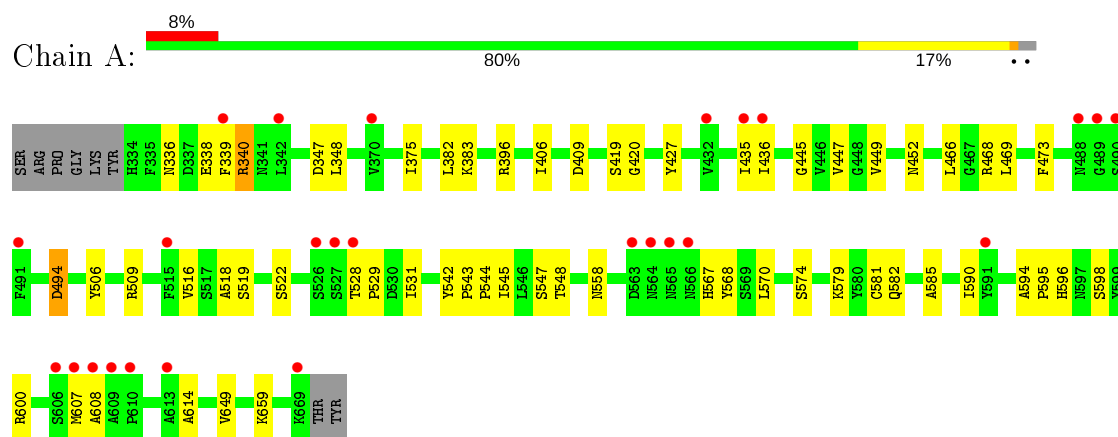 8%
Chain A:
80% 17% • •
SER ARG PRO GLY LYS TYR H334 F335 N336 D337 E338 F339 R340 N341 L342 D347 L348 V370 I375 L382 K383 R396 I406 D409 S419 G420 Y427 V432 I435 I436 G445 V446 V447 G448 V449 N452 L466 G467 R468 L469 F473 N488 G489 S490
F491 D494 Y506 R509 F515 V516 S517 A518 S519 S522 S526 S527 T528 P529 D530 I531 Y542 P543 P544 I545 L546 S547 T548 N558 D563 N564 N565 N566 H567 Y568 S569 L570 S574 K579 Y580 C581 Q582 A585 I590 Y591 A594 P595 H596 N597 S598 Y599
R600 S606 M607 A608 A609 P610 A613 A614 V649 K659 K669 THR TYR